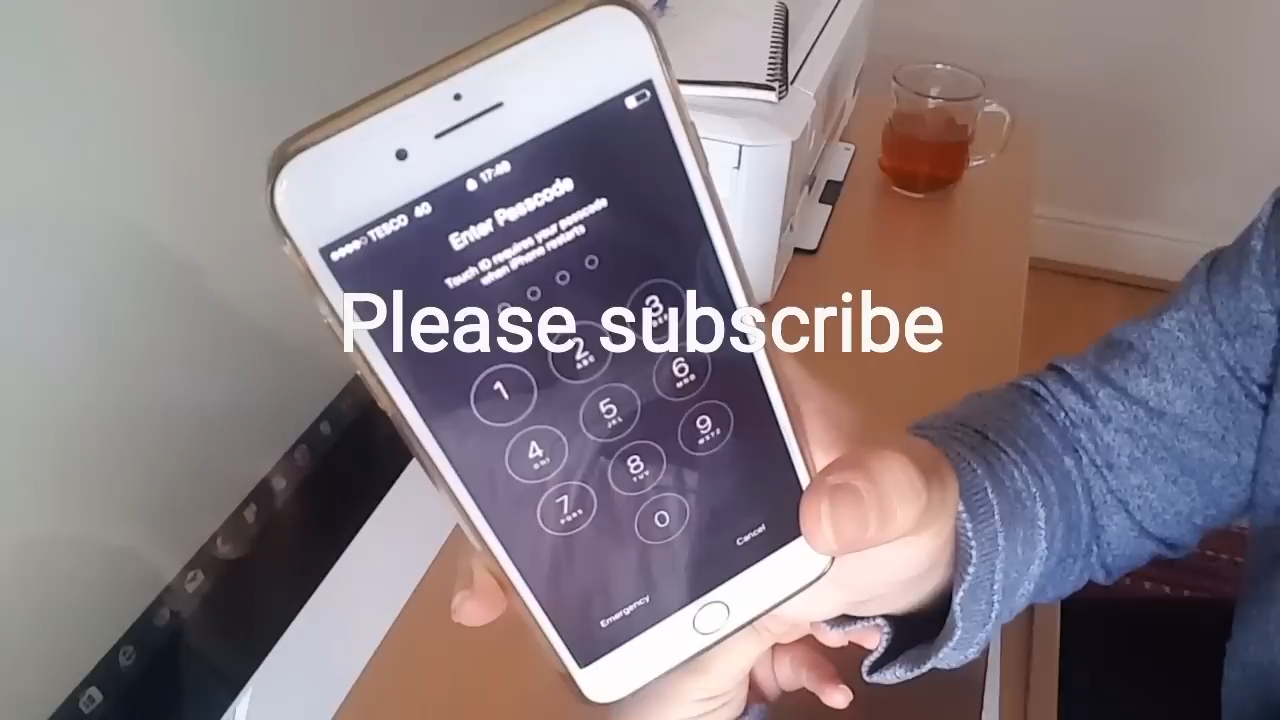 TESCO 4G
17:49
Enter Passcode
Touch ID requires your passcode
when iPhone restarts
Please subscribe
1
2
ABC
3
DEF
4
GHI
5
JKL
6
MNO
7
PQRS
8
TUV
9
WXYZ
0
Emergency
Cancel